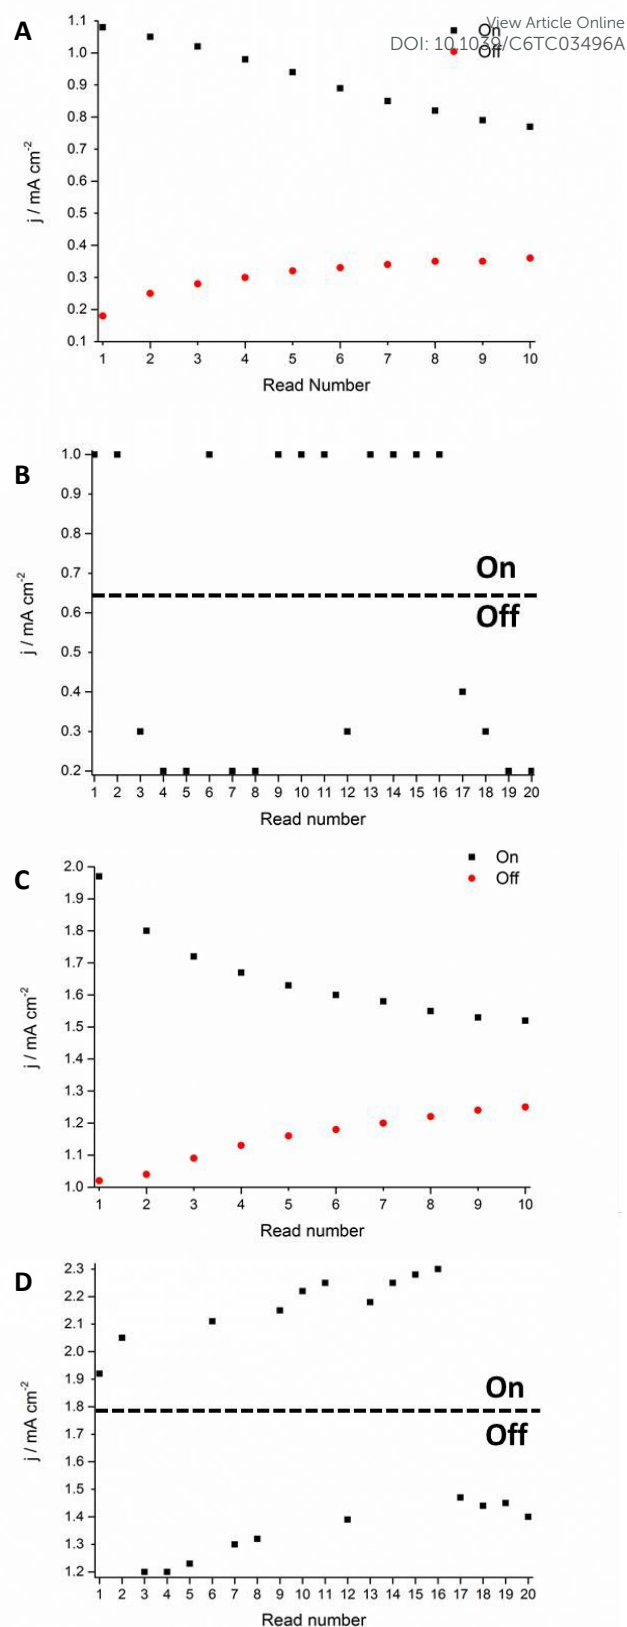 View Article Online
DOI: 10.1039/C6TC03496A
A
On
Off
1.1
1.0
0.9
0.8
0.7
0.6
0.5
0.4
0.3
0.2
0.1
j / mA cm-2
1 2 3 4 5 6 7 8 9 10
Read Number
B
1.0
0.9
0.8
0.7
0.6
0.5
0.4
0.3
0.2
j / mA cm-2
On
Off
1 2 3 4 5 6 7 8 9 10 11 12 13 14 15 16 17 18 19 20
Read number
C
On
Off
2.0
1.9
1.8
1.7
1.6
1.5
1.4
1.3
1.2
1.1
1.0
j / mA cm-2
1 2 3 4 5 6 7 8 9 10
Read number
D
2.3
2.2
2.1
2.0
1.9
1.8
1.7
1.6
1.5
1.4
1.3
1.2
j / mA cm-2
On
Off
1 2 3 4 5 6 7 8 9 10 11 12 13 14 15 16 17 18 19 20
Read number